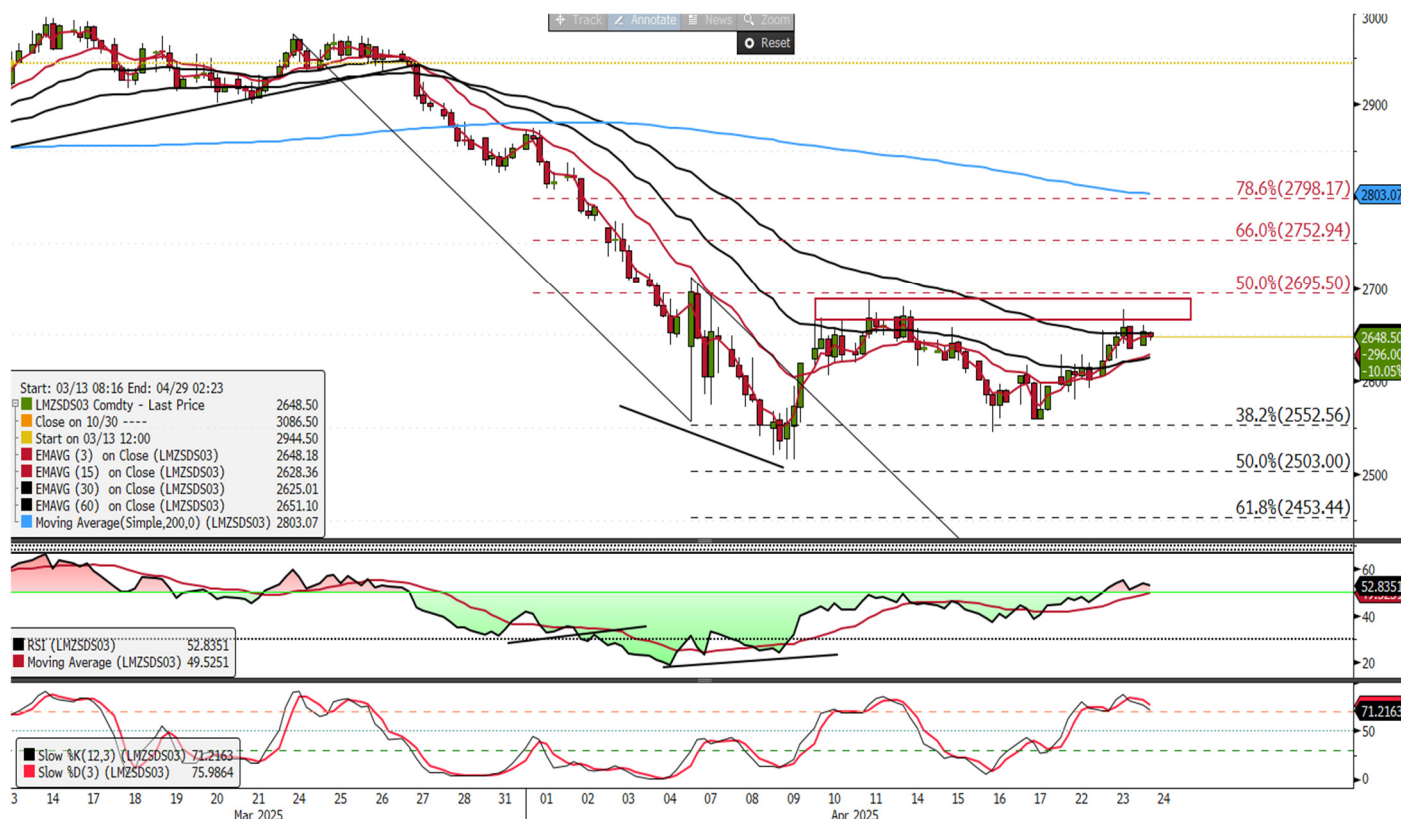 Track Annotate News Zoom
Reset
3000
2900
78.6%(2798.17)
2803.07
66.0%(2752.94)
50.0%(2695.50)
2700
2648.50
-296.00
-10.05%
2600
38.2%(2552.56)
50.0%(2503.00)
2500
61.8%(2453.44)
Start: 03/13 08:16 End: 04/29 02:23
LMZSDS03 Comdty - Last Price 2648.50
Close on 10/30 ---- 3086.50
Start on 03/13 12:00 2944.50
EMAVG (3) on Close (LMZSDS03) 2648.18
EMAVG (15) on Close (LMZSDS03) 2628.36
EMAVG (30) on Close (LMZSDS03) 2625.01
EMAVG (60) on Close (LMZSDS03) 2651.10
Moving Average(Simple,200,0) (LMZSDS03) 2803.07
60
52.8351
40
20
RSI (LMZSDS03) 52.8351
Moving Average (LMZSDS03) 49.5251
71.2163
50
0
Slow %K(12,3) (LMZSDS03) 71.2163
Slow %D(3) (LMZSDS03) 75.9864
3 14 17 18 19 20 21 24 25 26 27 28 31 01 02 03 04 07 08 09 10 11 14 15 16 17 22 23 24
Mar 2025 Apr 2025